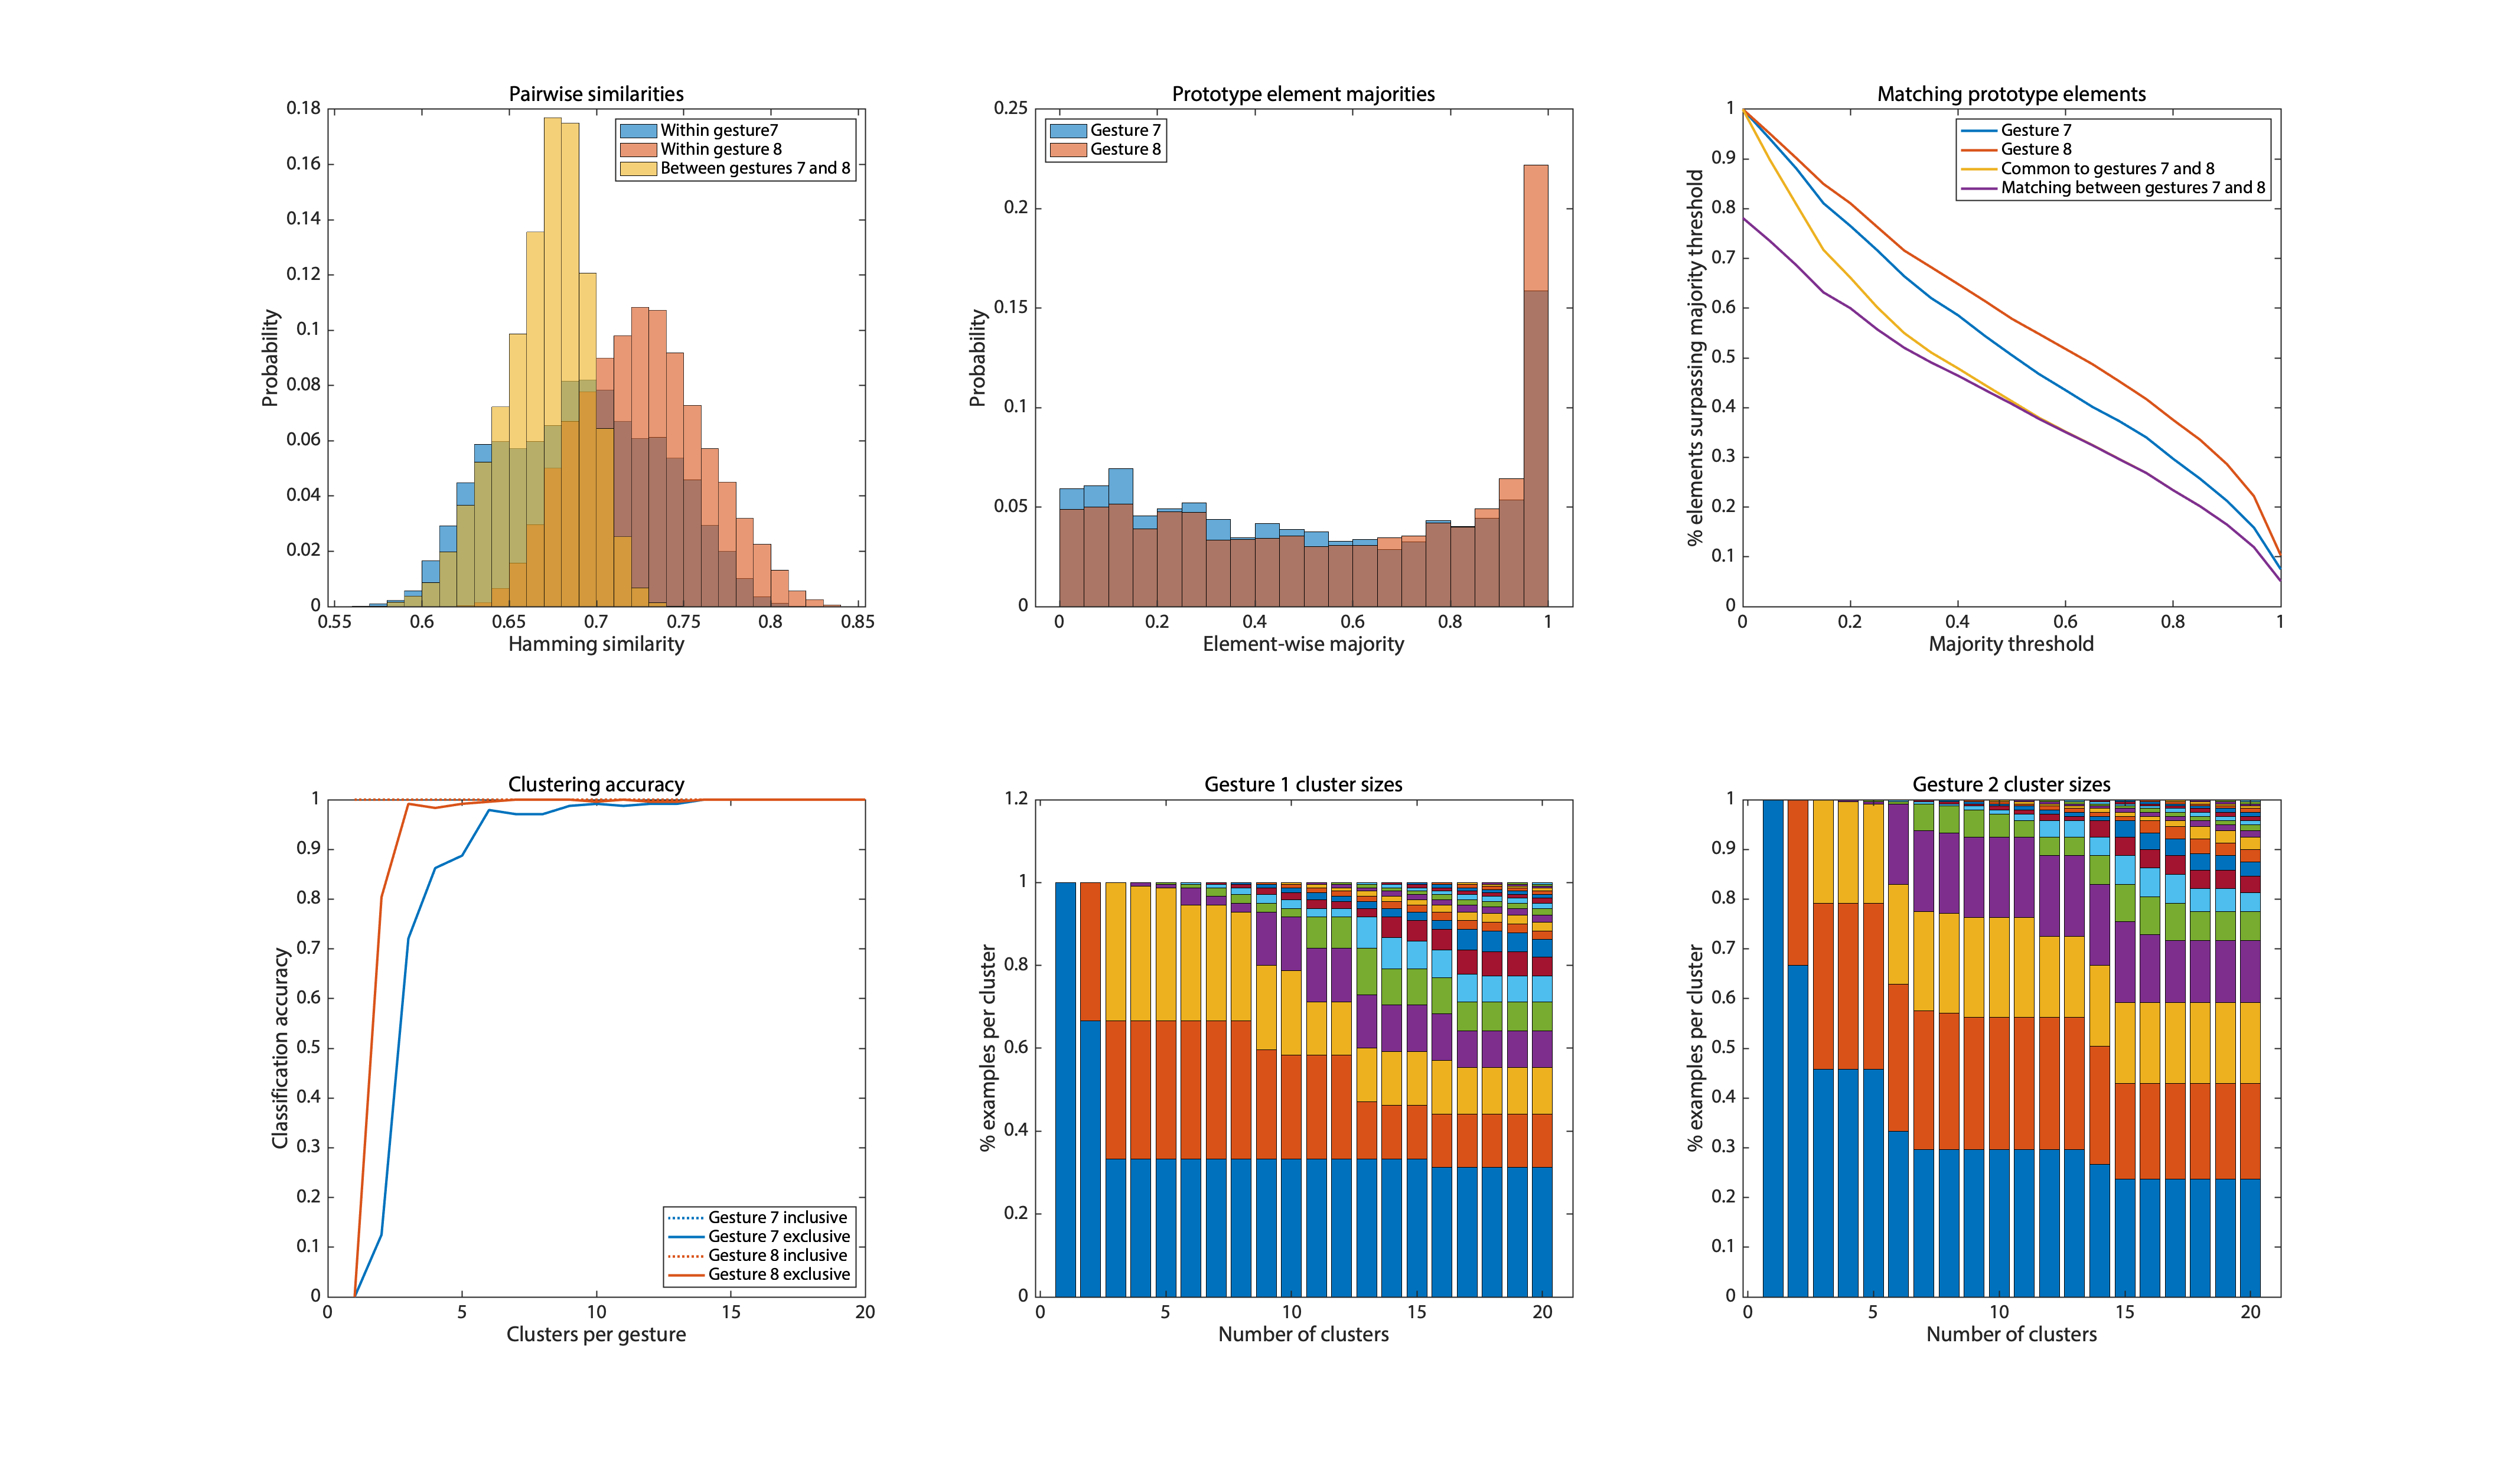 Pairwise similarities
0.18
0.16
0.14
0.12
0.1
0.08
0.06
0.04
0.02
0
Probability
Within gesture7
Within gesture 8
Between gestures 7 and 8
0.55 0.6 0.65 0.7 0.75 0.8 0.85
Hamming similarity
Prototype element majorities
0.25
0.2
0.15
0.1
0.05
0
Probability
Gesture 7
Gesture 8
0 0.2 0.4 0.6 0.8 1
Element-wise majority
Matching prototype elements
1
0.9
0.8
0.7
0.6
0.5
0.4
0.3
0.2
0.1
0
% elements surpassing majority threshold
Gesture 7
Gesture 8
Common to gestures 7 and 8
Matching between gestures 7 and 8
0 0.2 0.4 0.6 0.8 1
Majority threshold
Clustering accuracy
1
0.9
0.8
0.7
0.6
0.5
0.4
0.3
0.2
0.1
0
Classification accuracy
Gesture 7 inclusive
Gesture 7 exclusive
Gesture 8 inclusive
Gesture 8 exclusive
0 5 10 15 20
Clusters per gesture
Gesture 1 cluster sizes
1.2
1
0.8
0.6
0.4
0.2
0
% examples per cluster
0 5 10 15 20
Number of clusters
Gesture 2 cluster sizes
1
0.9
0.8
0.7
0.6
0.5
0.4
0.3
0.2
0.1
0
% examples per cluster
0 5 10 15 20
Number of clusters